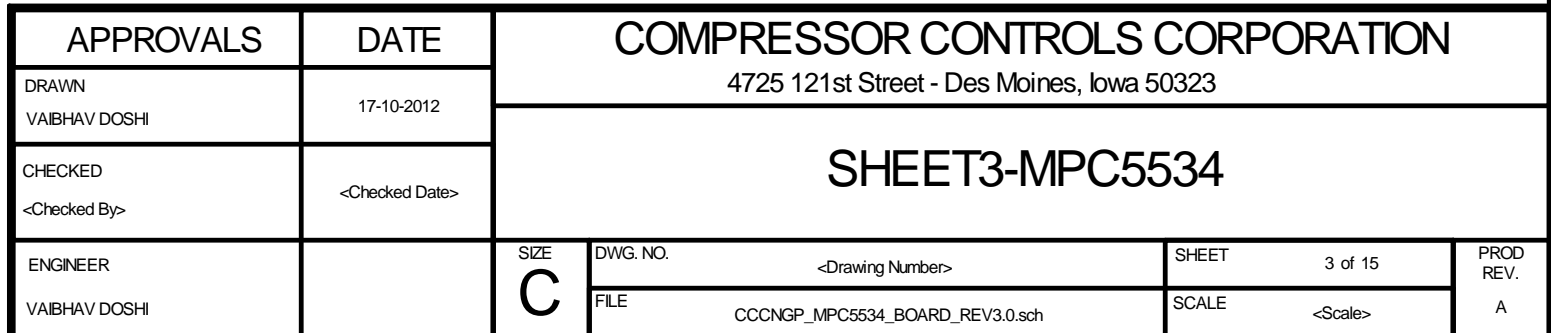 APPROVALS
DATE
COMPRESSOR CONTROLS CORPORATION
4725 121st Street - Des Moines, Iowa 50323
DRAWN
VAIBHAV DOSHI
17-10-2012
SHEET3-MPC5534
CHECKED
<Checked By>
<Checked Date>
ENGINEER
VAIBHAV DOSHI
SIZE
C
DWG. NO.
<Drawing Number>
SHEET
3 of 15
PROD
REV.
A
FILE
CCCNGP_MPC5534_BOARD_REV3.0.sch
SCALE
<Scale>